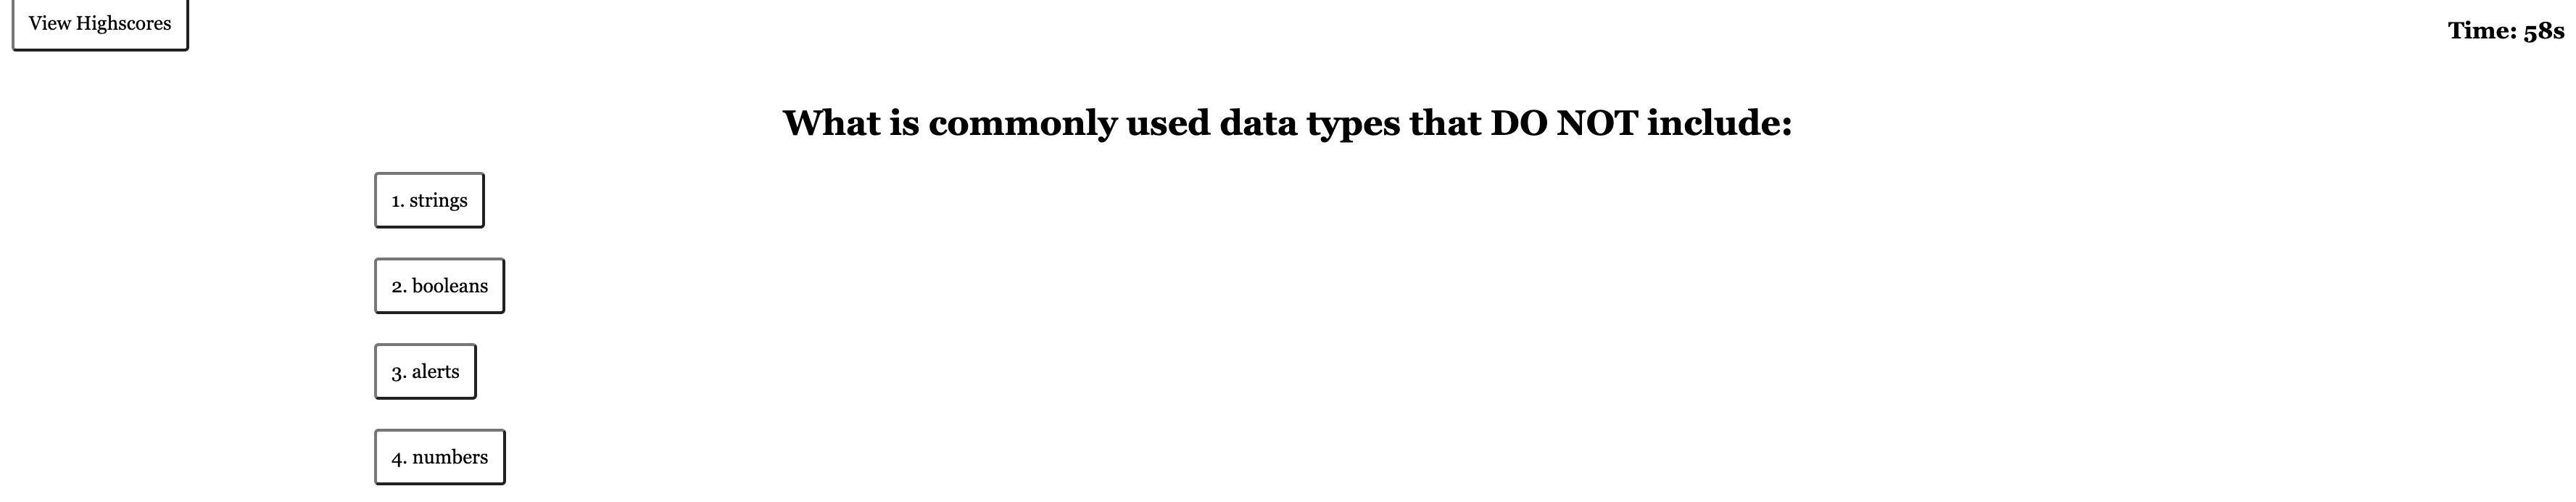 View Highscores
Time: 58s
What is commonly used data types that DO NOT include:
1. strings
2. booleans
3. alerts
4. numbers